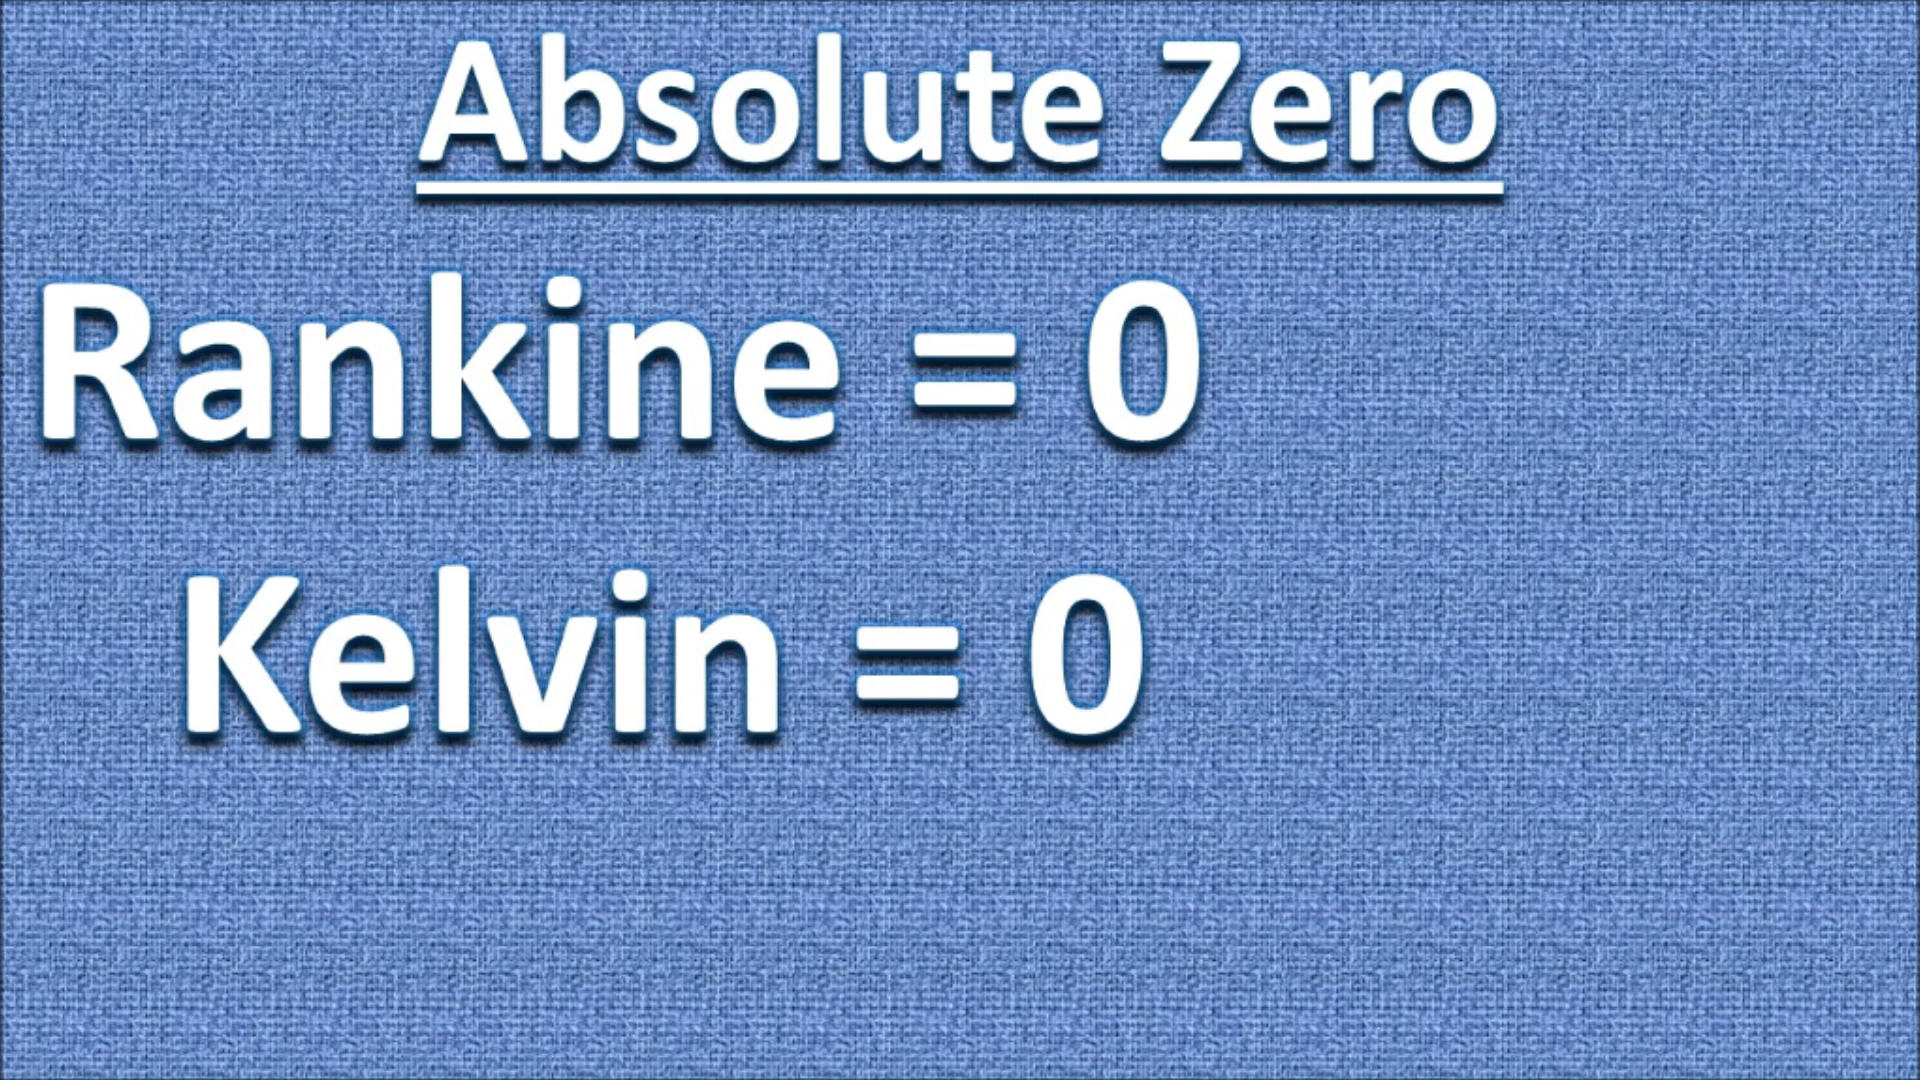 Absolute Zero
Rankine = 0
Kelvin = 0